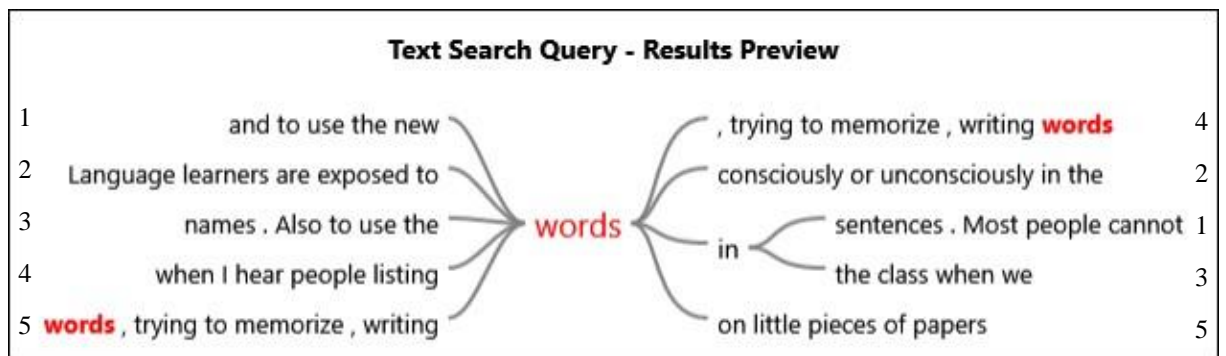 Text Search Query - Results Preview
1 and to use the new
2 Language learners are exposed to
3 names . Also to use the
4 when I hear people listing
5 words , trying to memorize , writing
words
, trying to memorize , writing words 4
consciously or unconsciously in the 2
in
sentences . Most people cannot 1
the class when we 3
on little pieces of papers 5